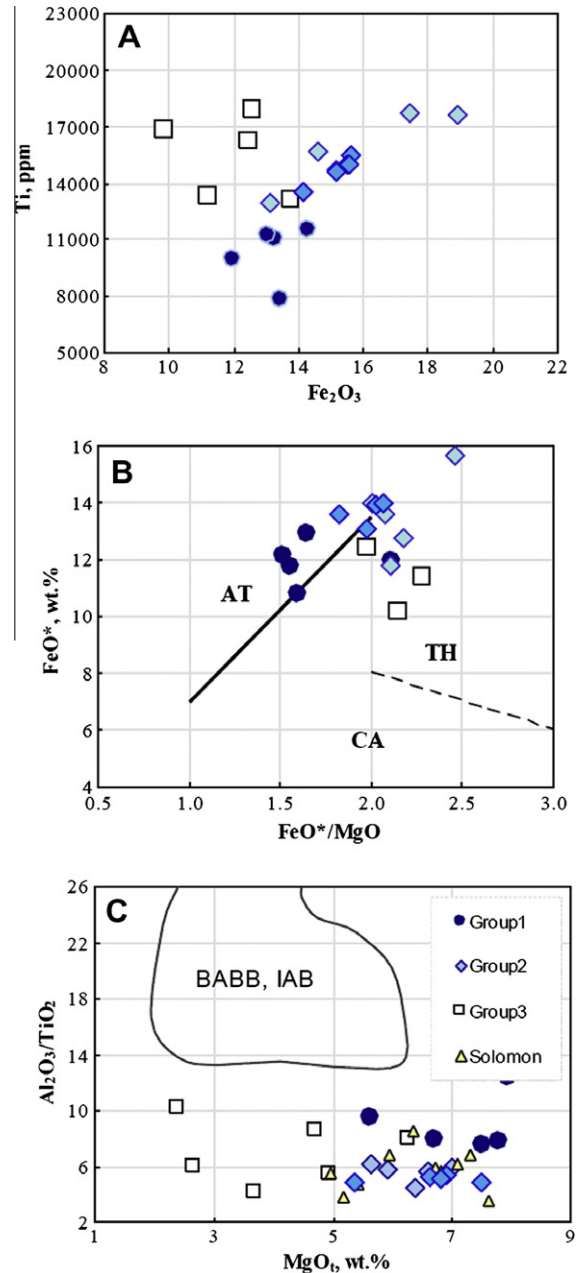 A
23000
20000
17000
14000
11000
8000
5000
Ti, ppm
8 10 12 14 16 18 20 22
Fe₂O₃
B
16
14
12
10
8
6
4
FeO*, wt.%
AT
TH
CA
0.5 1.0 1.5 2.0 2.5 3.0
FeO*/MgO
C
26
22
18
14
10
6
2
Al₂O₃/TiO₂
BABB, IAB
Group1
Group2
Group3
Solomon
1 3 5 7 9
MgOₜ, wt.%